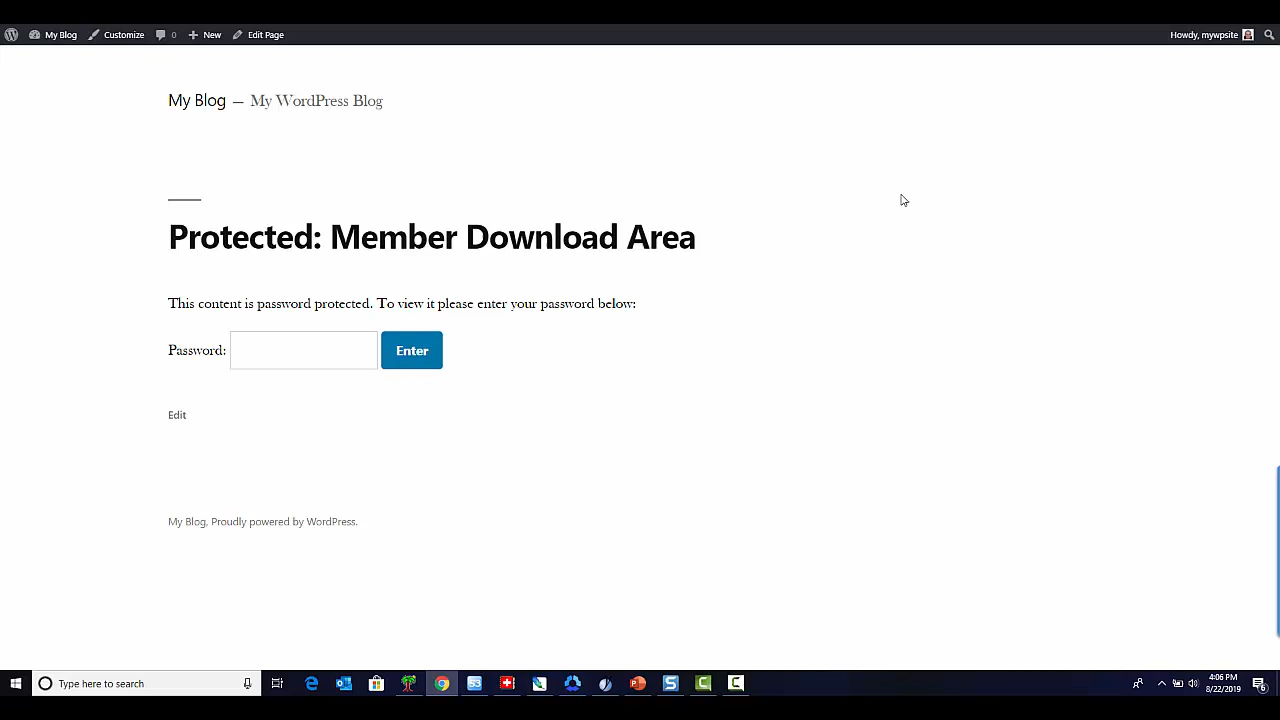 My Blog Customize 0 New Edit Page Howdy, mywpsite
My Blog — My WordPress Blog
Protected: Member Download Area
This content is password protected. To view it please enter your password below:
Password: Enter
Edit
My Blog, Proudly powered by WordPress.
Type here to search
4:06 PM
8/22/2019